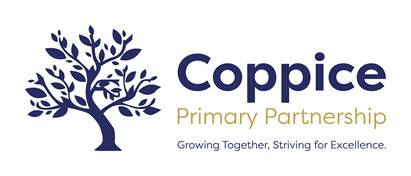 Coppice
Primary Partnership
Growing Together, Striving for Excellence.